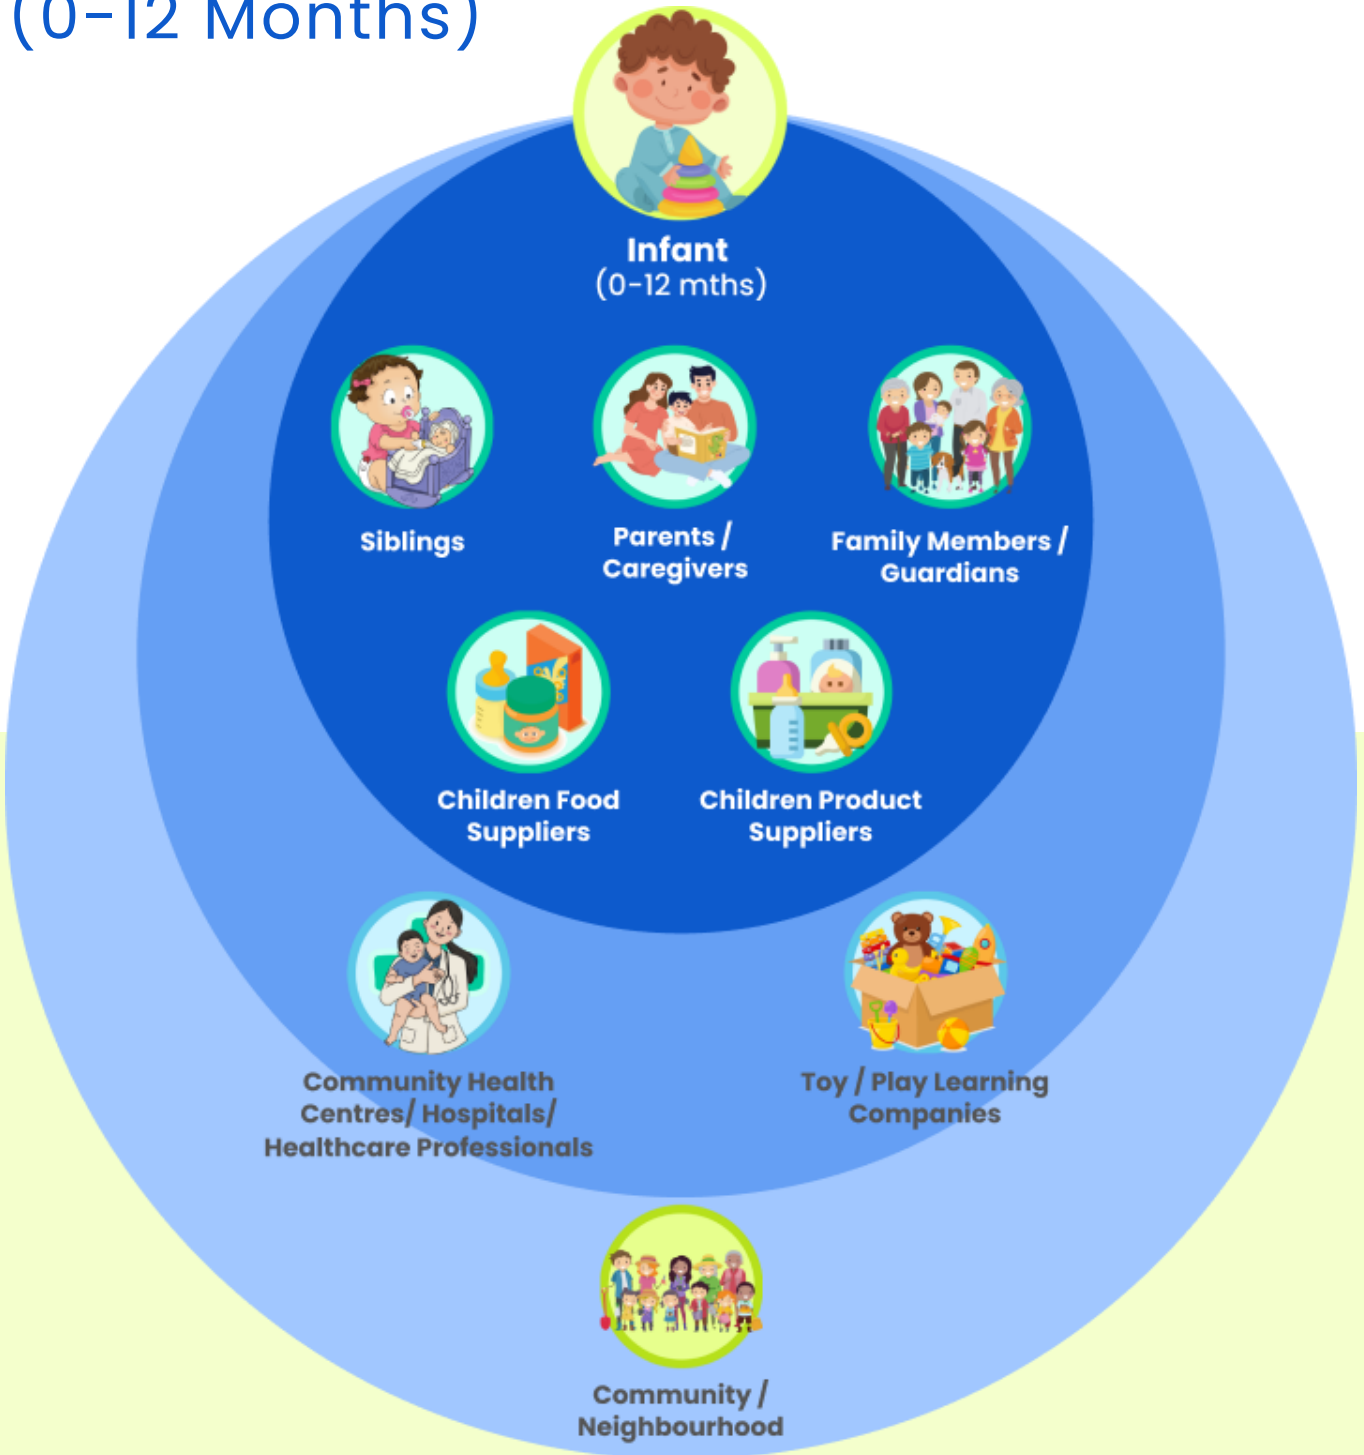 (0-12 Months)
Infant
(0-12 mths)
Siblings
Parents /
Caregivers
Family Members /
Guardians
Children Food
Suppliers
Children Product
Suppliers
Community Health
Centres/ Hospitals/
Healthcare Professionals
Toy / Play Learning
Companies
Community /
Neighbourhood